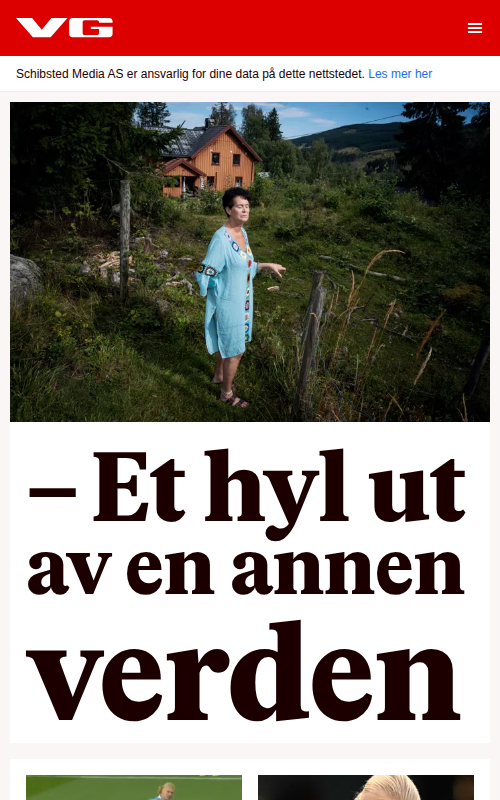 VG
Schibsted Media AS er ansvarlig for dine data på dette nettstedet. Les mer her
– Et hyl ut
av en annen
verden